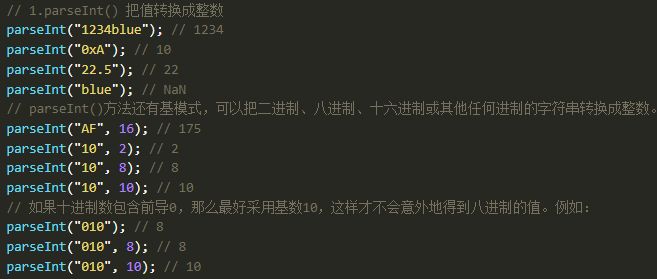 // 1.parseInt() 把值转换成整数
parseInt("1234blue"); // 1234
parseInt("0xA"); // 10
parseInt("22.5"); // 22
parseInt("blue"); // NaN
// parseInt()方法还有基模式，可以把二进制、八进制、十六进制或其他任何进制的字符串转换成整数。
parseInt("AF", 16); // 175
parseInt("10", 2); // 2
parseInt("10", 8); // 8
parseInt("10", 10); // 10
// 如果十进制数包含前导0，那么最好采用基数10，这样才不会意外地得到八进制的值。例如：
parseInt("010"); // 8
parseInt("010", 8); // 8
parseInt("010", 10); // 10